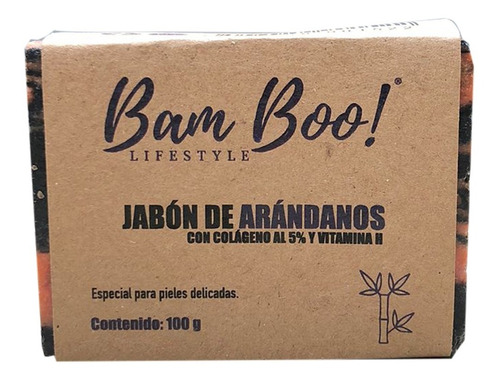 Bam Boo!®
LIFESTYLE
JABÓN DE ARÁNDANOS
CON COLÁGENO AL 5% Y VITAMINA H
Especial para pieles delicadas.
Contenido: 100 g